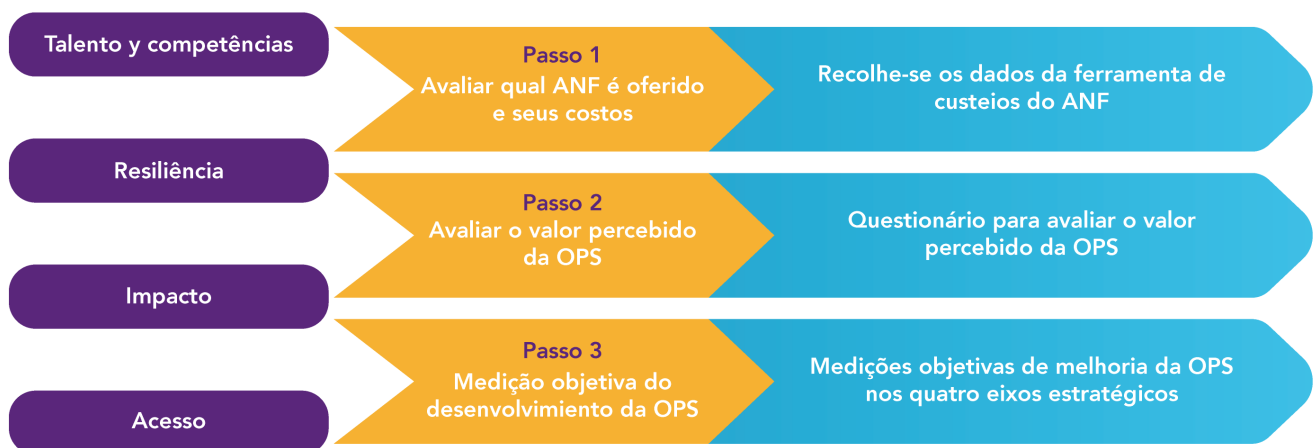 Talento y competências
Resiliência
Impacto
Acesso
Passo 1
Avaliar qual ANF é oferido
e seus costos
Recolhe-se os dados da ferramenta de
custeios do ANF
Passo 2
Avaliar o valor percebido
da OPS
Questionário para avaliar o valor
percebido da OPS
Passo 3
Medição objetiva do
desenvolvimiento da OPS
Medições objetivas de melhoria da OPS
nos quatro eixos estratégicos